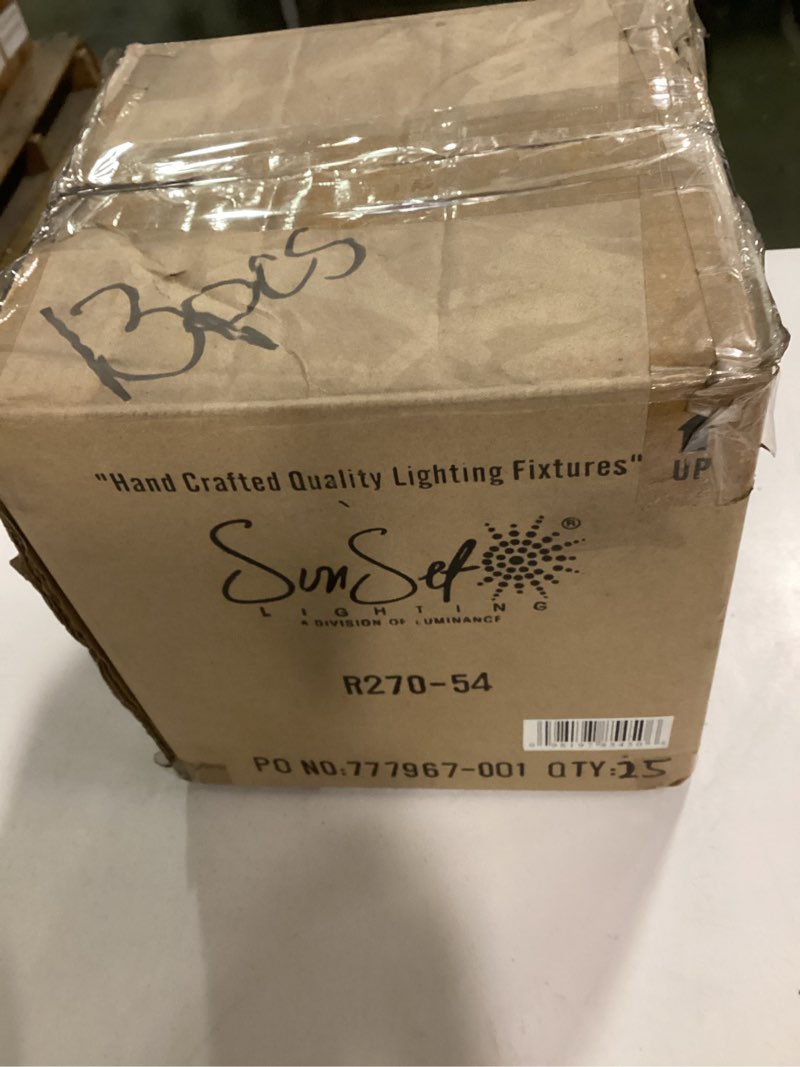 13pcs
"Hand Crafted Quality Lighting Fixtures"
UP
SunSet ®
LIGHTING
A DIVISION OF LUMINANCE
R270-54
PO NO:777967-001 QTY:25